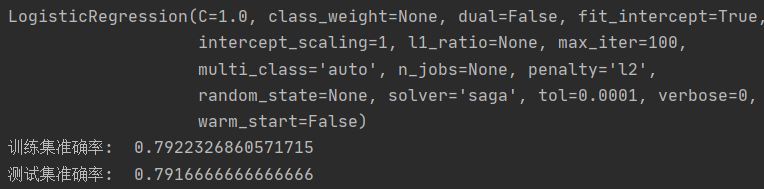 LogisticRegression(C=1.0, class_weight=None, dual=False, fit_intercept=True,
intercept_scaling=1, l1_ratio=None, max_iter=100,
multi_class='auto', n_jobs=None, penalty='l2',
random_state=None, solver='saga', tol=0.0001, verbose=0,
warm_start=False)
训练集准确率:  0.7922326860571715
测试集准确率:  0.7916666666666666